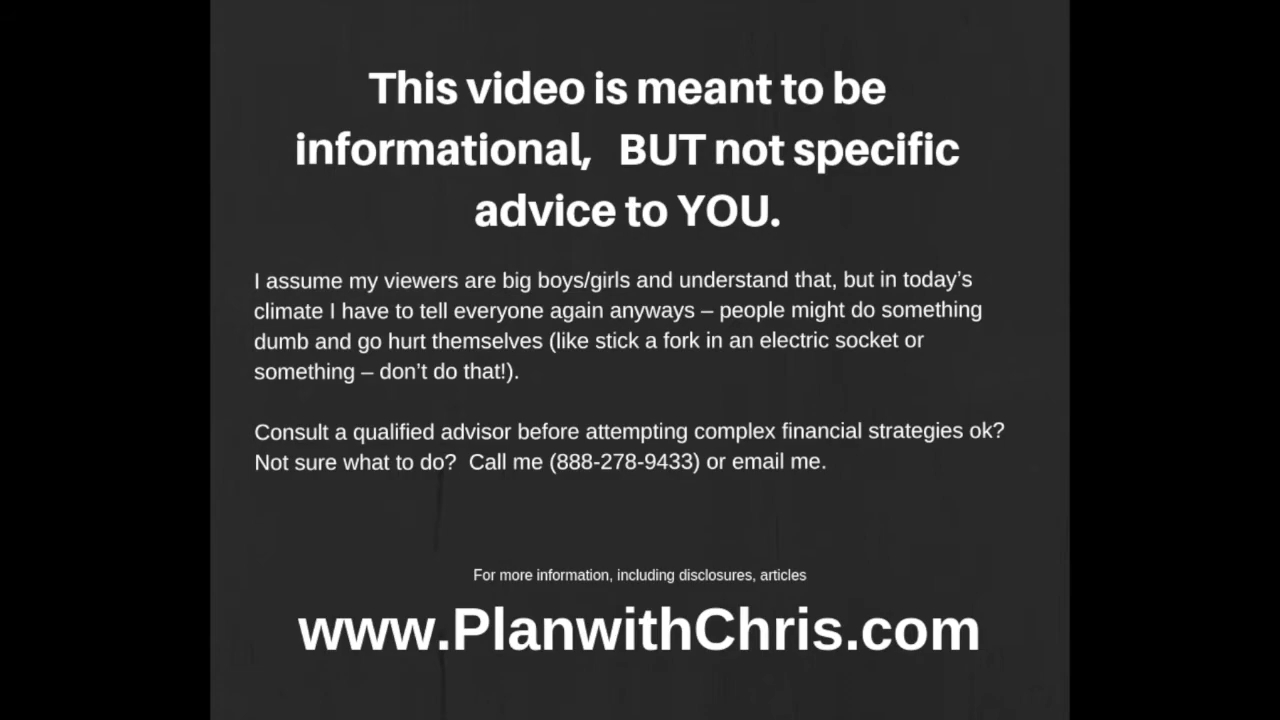 This video is meant to be
informational,   BUT not specific
advice to YOU.
I assume my viewers are big boys/girls and understand that, but in today’s
climate I have to tell everyone again anyways – people might do something
dumb and go hurt themselves (like stick a fork in an electric socket or
something – don’t do that!).
Consult a qualified advisor before attempting complex financial strategies ok?
Not sure what to do?  Call me (888-278-9433) or email me.
For more information, including disclosures, articles
www.PlanwithChris.com